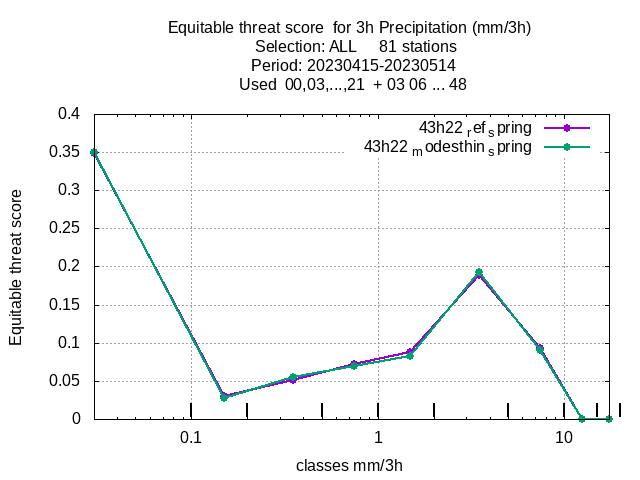 Equitable threat score  for 3h Precipitation (mm/3h)
Selection: ALL     81 stations
Period: 20230415-20230514
Used  00,03,...,21  + 03 06 ... 48
43h22 ref spring
43h22 modesthin spring
Equitable threat score
0.4
0.35
0.3
0.25
0.2
0.15
0.1
0.05
0
0.1 1 10
classes mm/3h